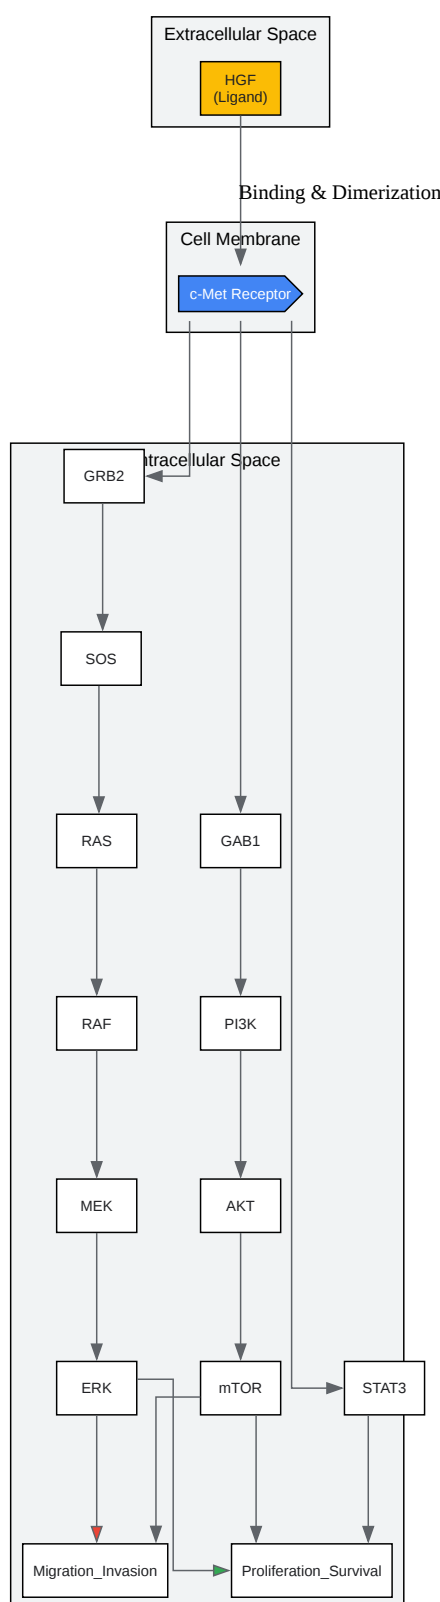 Extracellular Space
HGF
(Ligand)
Binding & Dimerization
Cell Membrane
c-Met Receptor
ntracellular Space
GRB2
SOS
RAS
GAB1
RAF
PI3K
MEK
AKT
ERK
mTOR
STAT3
Migration_Invasion
Proliferation_Survival